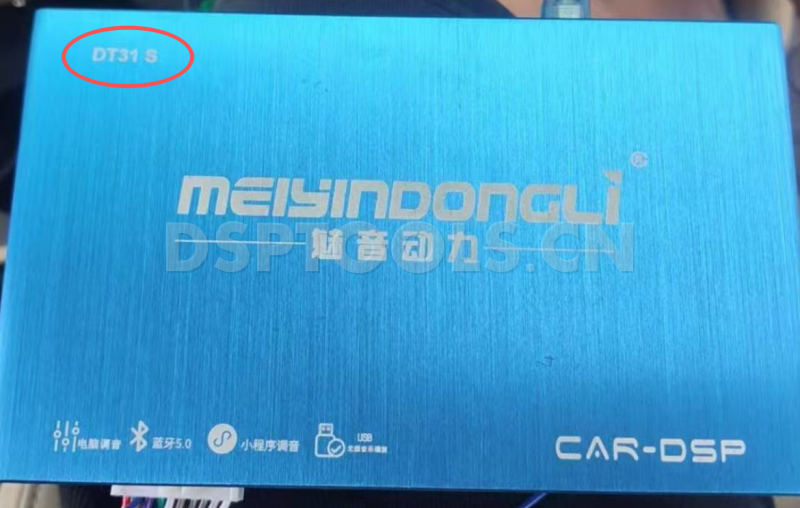 DT31 S
MEIYINDONGLI
®
魅音动力
DSPTOOLS.CN
电脑调音
蓝牙5.0
小程序调音
USB
CAR-DSP